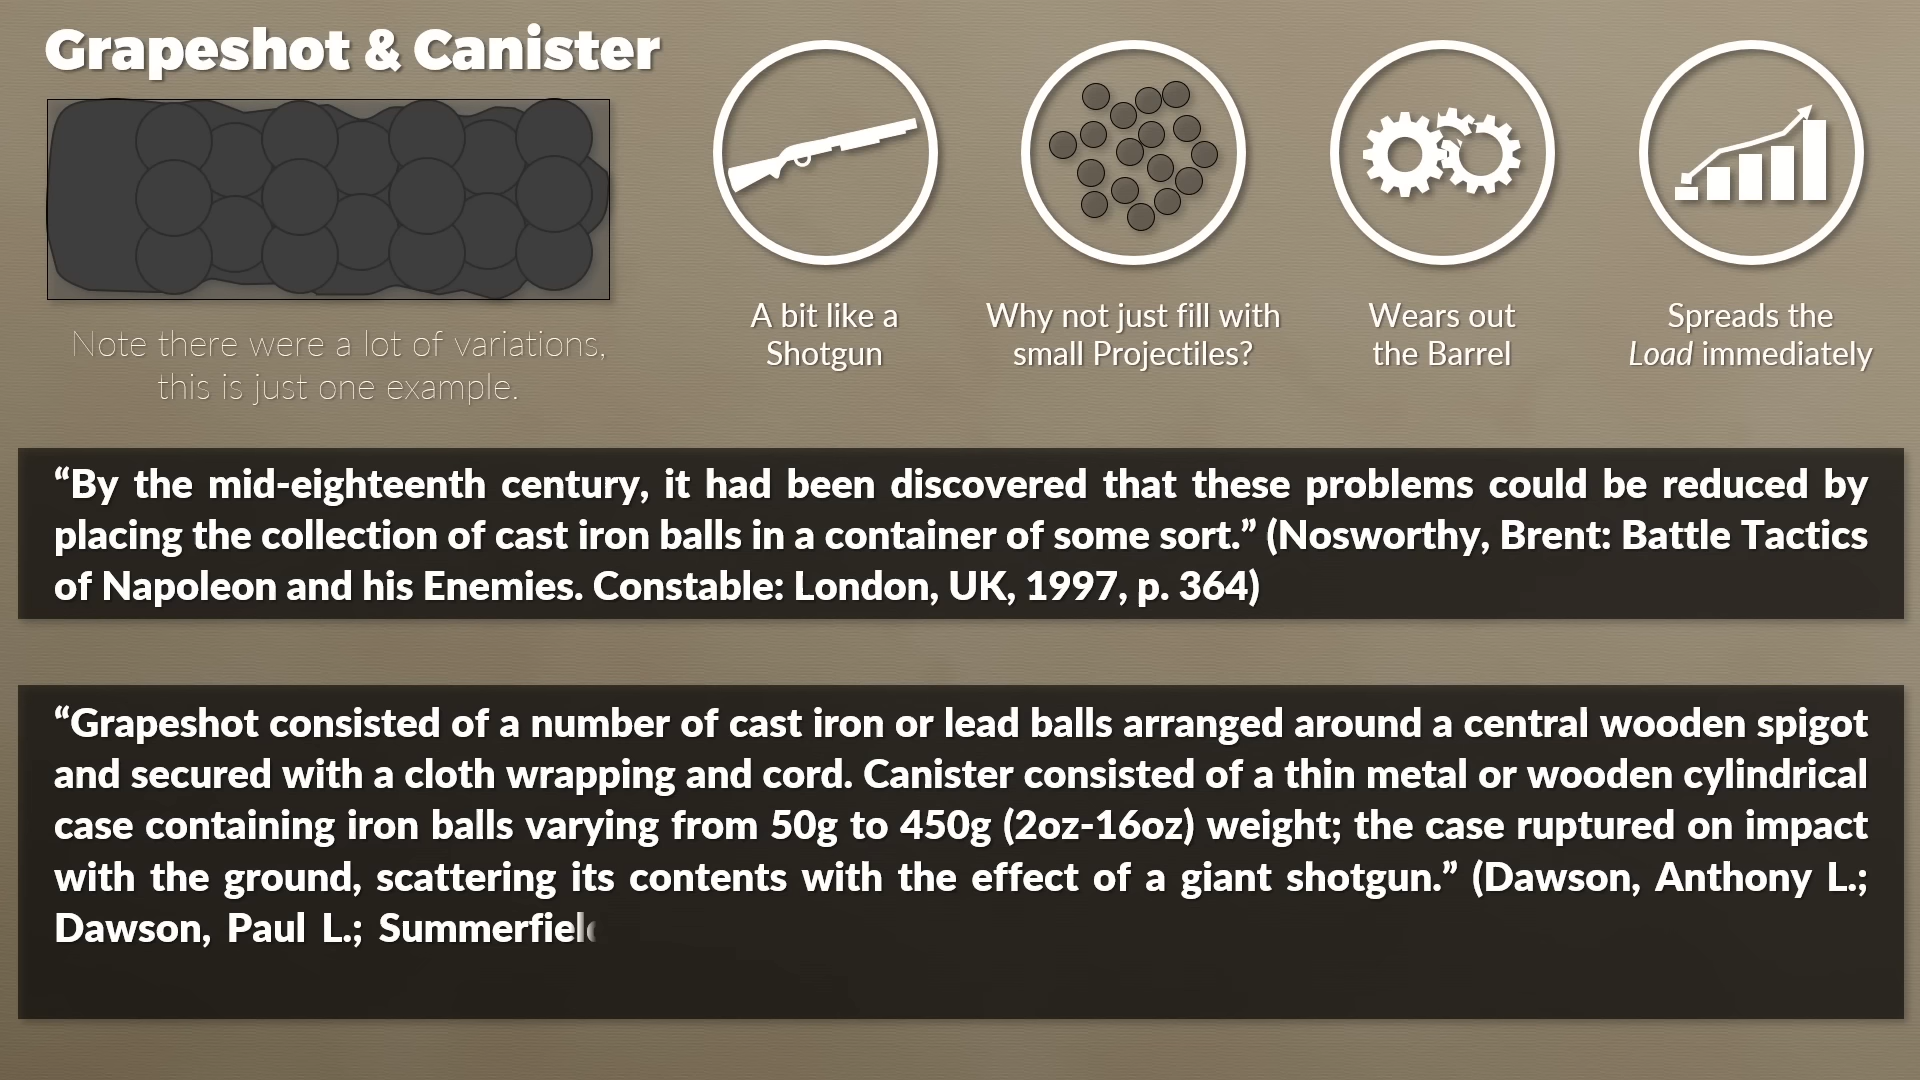 Grapeshot & Canister
Note there were a lot of variations,
this is just one example.
A bit like a
Shotgun
Why not just fill with
small Projectiles?
Wears out
the Barrel
Spreads the
Load immediately
“By the mid-eighteenth century, it had been discovered that these problems could be reduced by
placing the collection of cast iron balls in a container of some sort.” (Nosworthy, Brent: Battle Tactics
of Napoleon and his Enemies. Constable: London, UK, 1997, p. 364)
“Grapeshot consisted of a number of cast iron or lead balls arranged around a central wooden spigot
and secured with a cloth wrapping and cord. Canister consisted of a thin metal or wooden cylindrical
case containing iron balls varying from 50g to 450g (2oz-16oz) weight; the case ruptured on impact
with the ground, scattering its contents with the effect of a giant shotgun.” (Dawson, Anthony L.;
Dawson, Paul L.;